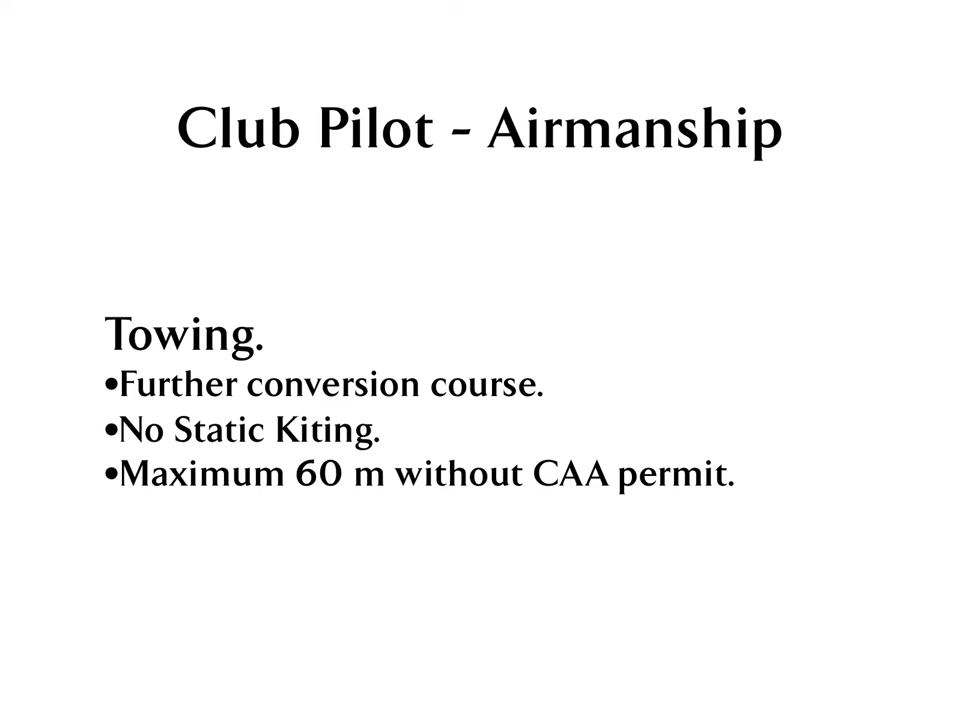 Club Pilot - Airmanship
Towing.
•Further conversion course.
•No Static Kiting.
•Maximum 60 m without CAA permit.